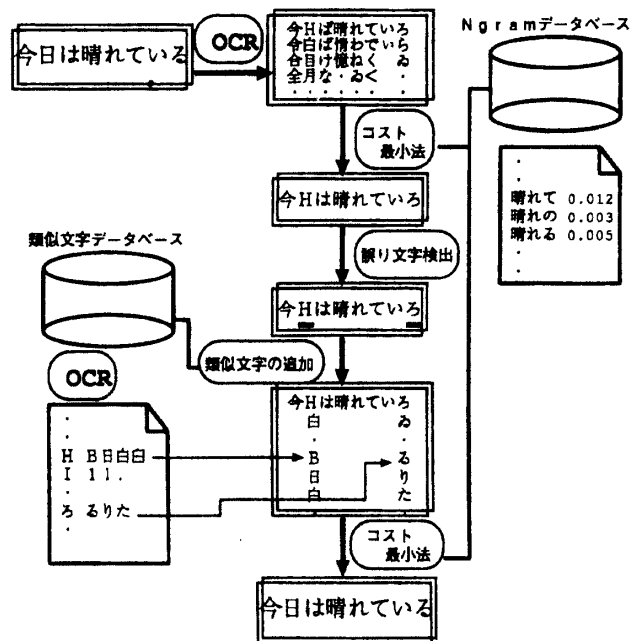 今日は晴れている
OCR
今Hば晴れていろ
今白ば情わでいら
合目け憶ねく ゐ
全月な・ゐく ・
・・・・・・
Ngramデータベース
コスト
最小法
・
・
晴れて 0.012
晴れの 0.003
晴れる 0.005
・
・
今Hは晴れていろ
誤り文字検出
今Hは晴れていろ
類似文字データベース
類似文字の追加
OCR
・
・
H B日白臼
I 1l.
・
ろ るりた
・
今Hは晴れていろ
白 ゐ
・ ・
B る
日 り
白 た
コスト
最小法
今日は晴れている